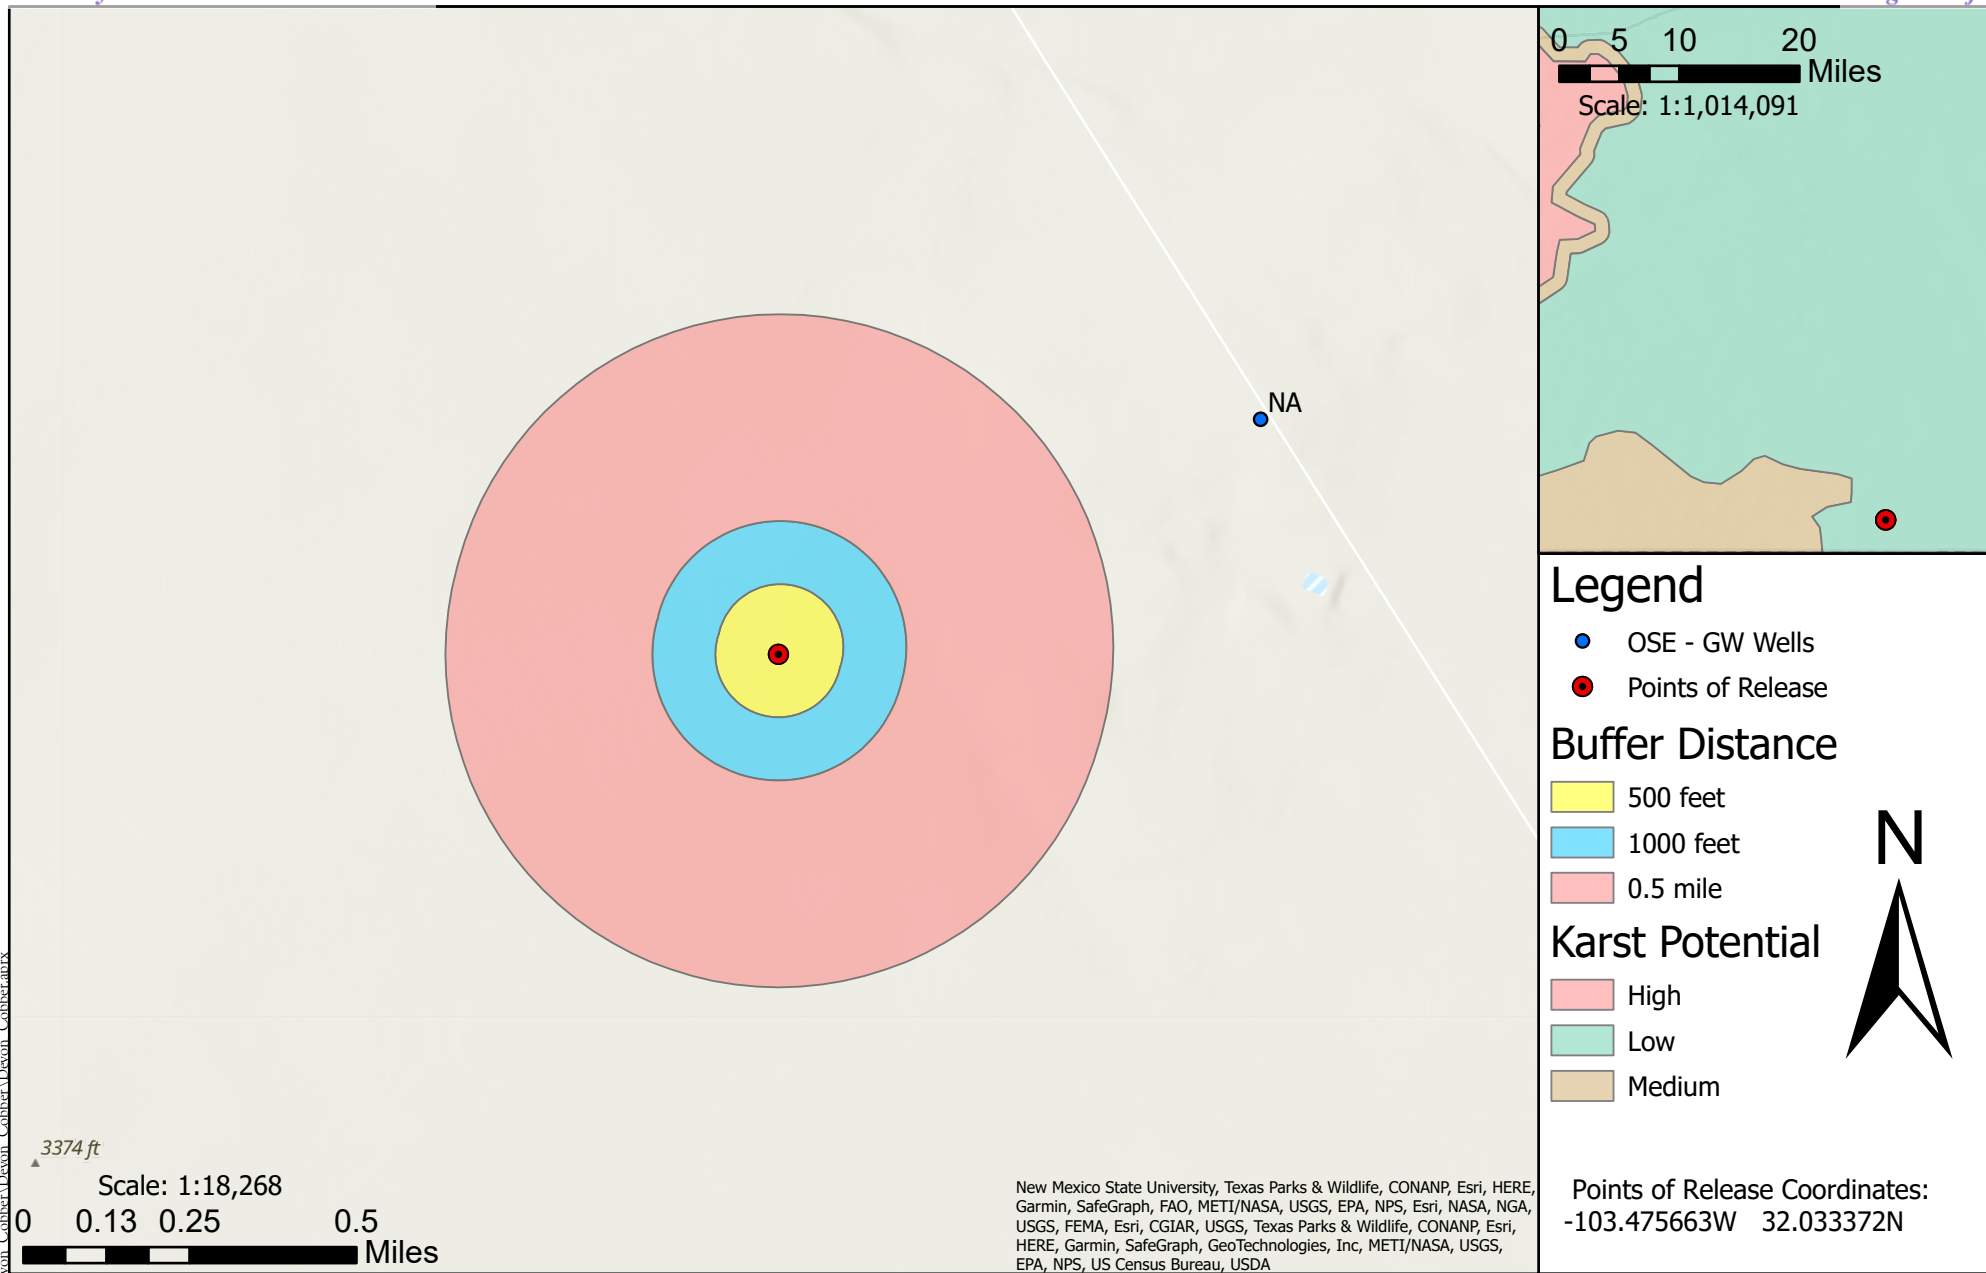 0 5 10 20
Miles
Scale: 1:1,014,091
NA
Legend
OSE - GW Wells
Points of Release
Buffer Distance
500 feet
1000 feet
0.5 mile
N
Karst Potential
High
Low
Medium
Points of Release Coordinates:
-103.475663W 32.033372N
3374 ft
Scale: 1:18,268
0 0.13 0.25 0.5
Miles
New Mexico State University, Texas Parks & Wildlife, CONANP, Esri, HERE,
Garmin, SafeGraph, FAO, METI/NASA, USGS, EPA, NPS, Esri, NASA, NGA,
USGS, FEMA, Esri, CGIAR, USGS, Texas Parks & Wildlife, CONANP, Esri,
HERE, Garmin, SafeGraph, GeoTechnologies, Inc, METI/NASA, USGS,
EPA, NPS, US Census Bureau, USDA
Cobber\Devon_Cobber\Devon_Cobber.aprx